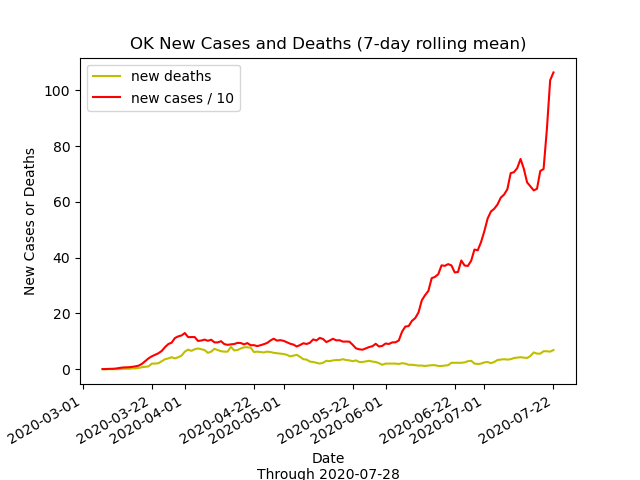 OK New Cases and Deaths (7-day rolling mean)
new deaths
new cases / 10
100
80
60
40
20
0
New Cases or Deaths
2020-03-01
2020-03-22
2020-04-01
2020-04-22
2020-05-01
2020-05-22
2020-06-01
2020-06-22
2020-07-01
2020-07-22
Date
Through 2020-07-28